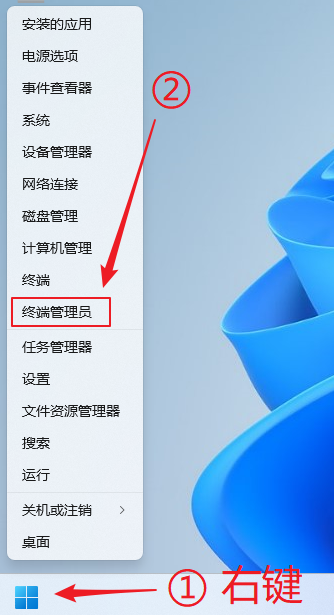 安装的应用
电源选项
事件查看器
系统
设备管理器
网络连接
磁盘管理
计算机管理
终端
终端管理员
任务管理器
设置
文件资源管理器
搜索
运行
关机或注销
桌面
②
① 右键